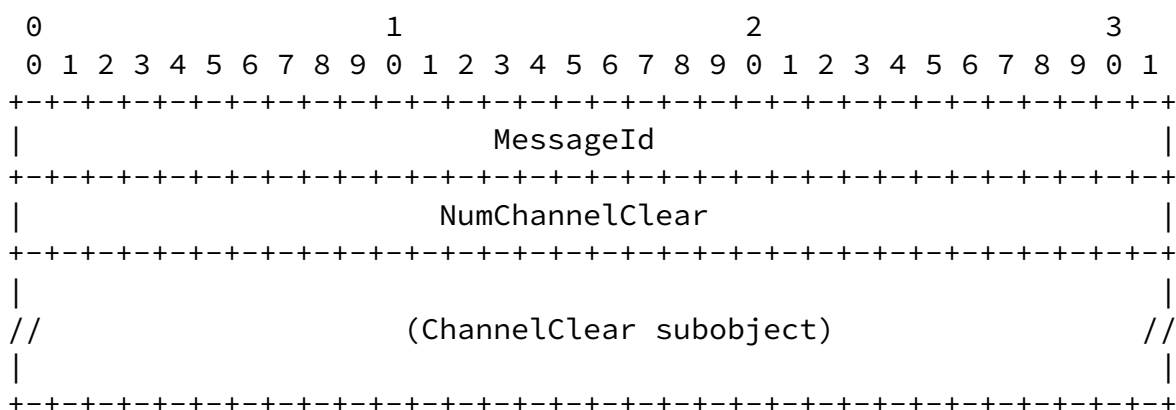 0                   1                   2                   3
 0 1 2 3 4 5 6 7 8 9 0 1 2 3 4 5 6 7 8 9 0 1 2 3 4 5 6 7 8 9 0 1
+-+-+-+-+-+-+-+-+-+-+-+-+-+-+-+-+-+-+-+-+-+-+-+-+-+-+-+-+-+-+-+-+
|                          MessageId                            |
+-+-+-+-+-+-+-+-+-+-+-+-+-+-+-+-+-+-+-+-+-+-+-+-+-+-+-+-+-+-+-+-+
|                       NumChannelClear                         |
+-+-+-+-+-+-+-+-+-+-+-+-+-+-+-+-+-+-+-+-+-+-+-+-+-+-+-+-+-+-+-+-+
|                                                               |
//                    (ChannelClear subobject)                 //
|                                                               |
+-+-+-+-+-+-+-+-+-+-+-+-+-+-+-+-+-+-+-+-+-+-+-+-+-+-+-+-+-+-+-+-+